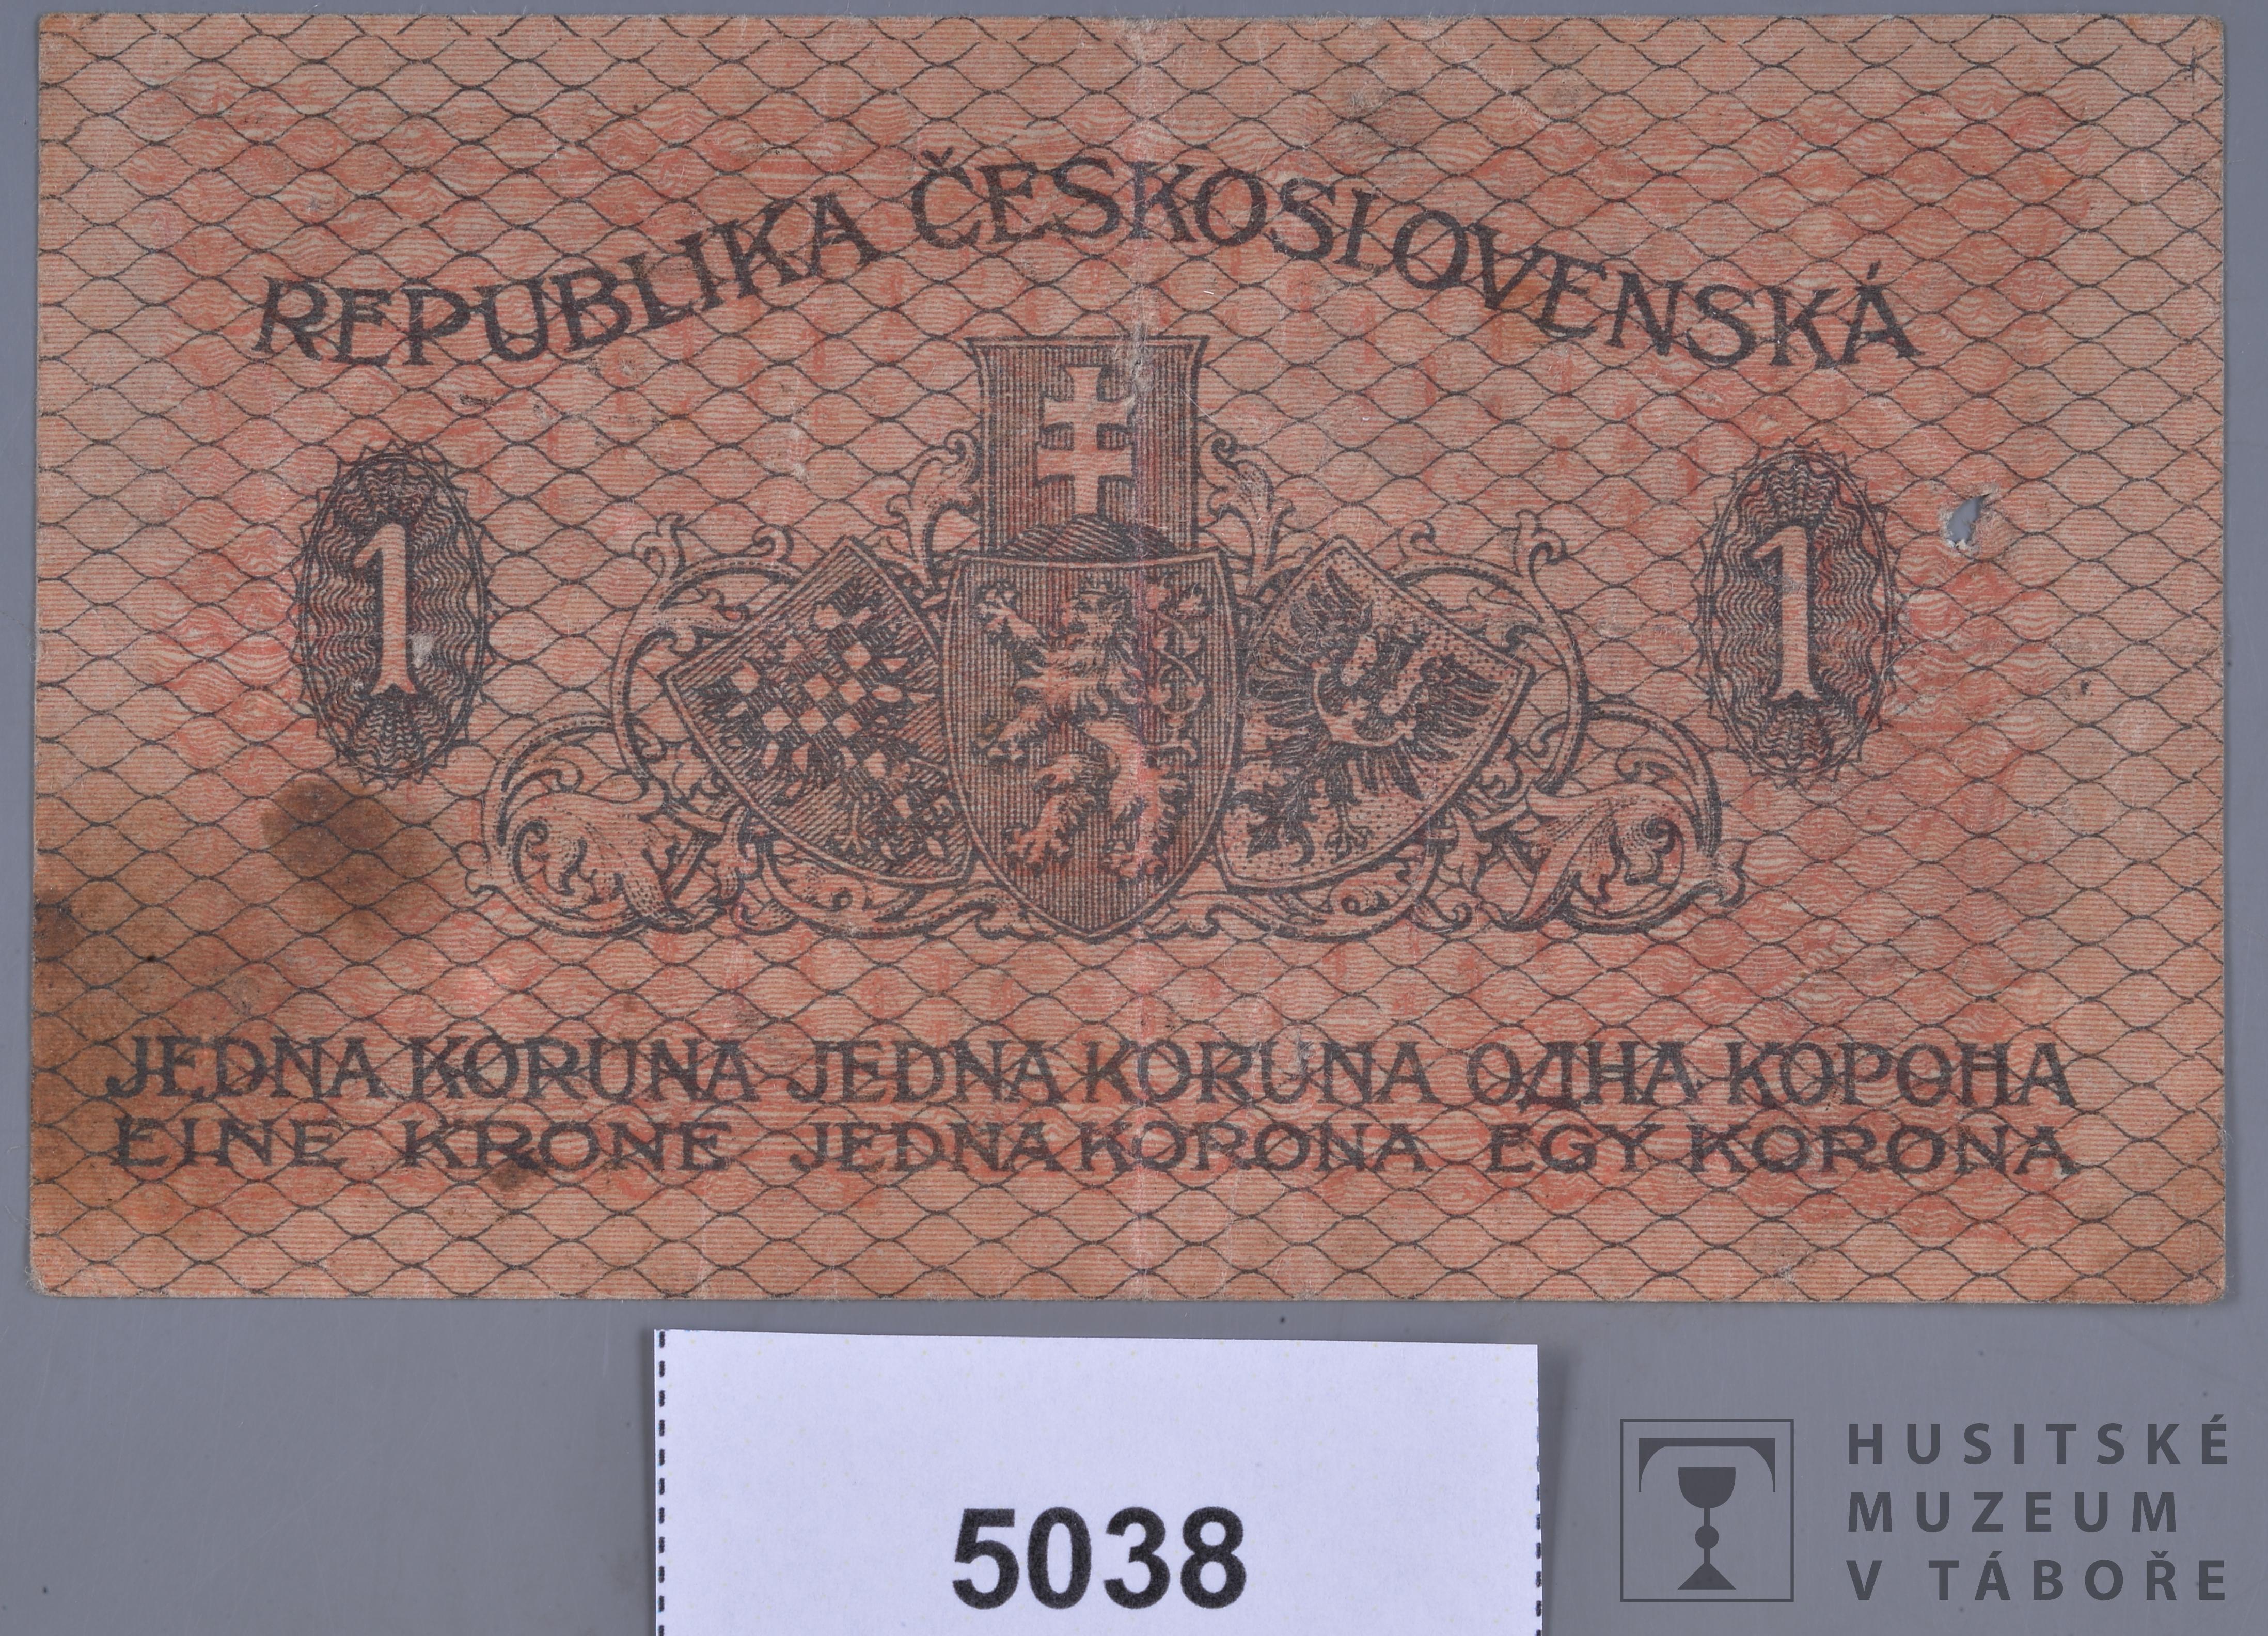 REPUBLIKA ČESKOSLOVENSKÁ
1
1
JEDNA KORUNA JEDNA KORUNA ОДНА КОРОНА
EINE KRONE JEDNA KORONA EGY KORONA
5038
HUSITSKÉ
MUZEUM
V TÁBOŘE